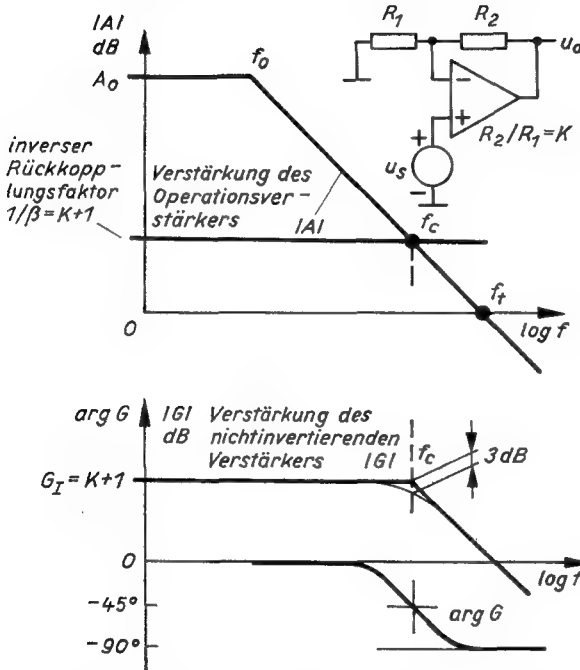 |A|
dB
A₀
f₀
R₁
R₂
u_a
−
+
+
−
u_s
R₂/R₁=K
inverser
Rückkopp-
lungsfaktor
1/β=K+1
Verstärkung des
Operationsver-
stärkers
|A|
f_c
f_t
0
log f
arg G
|G|
dB
Verstärkung des
nichtinvertierenden
Verstärkers |G|
f_c
3dB
G_I=K+1
0
log f
−45°
arg G
−90°